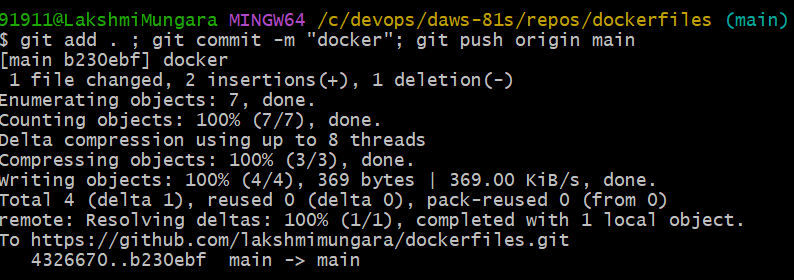 91911@LakshmiMungara MINGW64 /c/devops/daws-81s/repos/dockerfiles (main)
$ git add . ; git commit -m "docker"; git push origin main
[main b230ebf] docker
 1 file changed, 2 insertions(+), 1 deletion(-)
Enumerating objects: 7, done.
Counting objects: 100% (7/7), done.
Delta compression using up to 8 threads
Compressing objects: 100% (3/3), done.
Writing objects: 100% (4/4), 369 bytes | 369.00 KiB/s, done.
Total 4 (delta 1), reused 0 (delta 0), pack-reused 0 (from 0)
remote: Resolving deltas: 100% (1/1), completed with 1 local object.
To https://github.com/lakshmimungara/dockerfiles.git
   4326670..b230ebf  main -> main